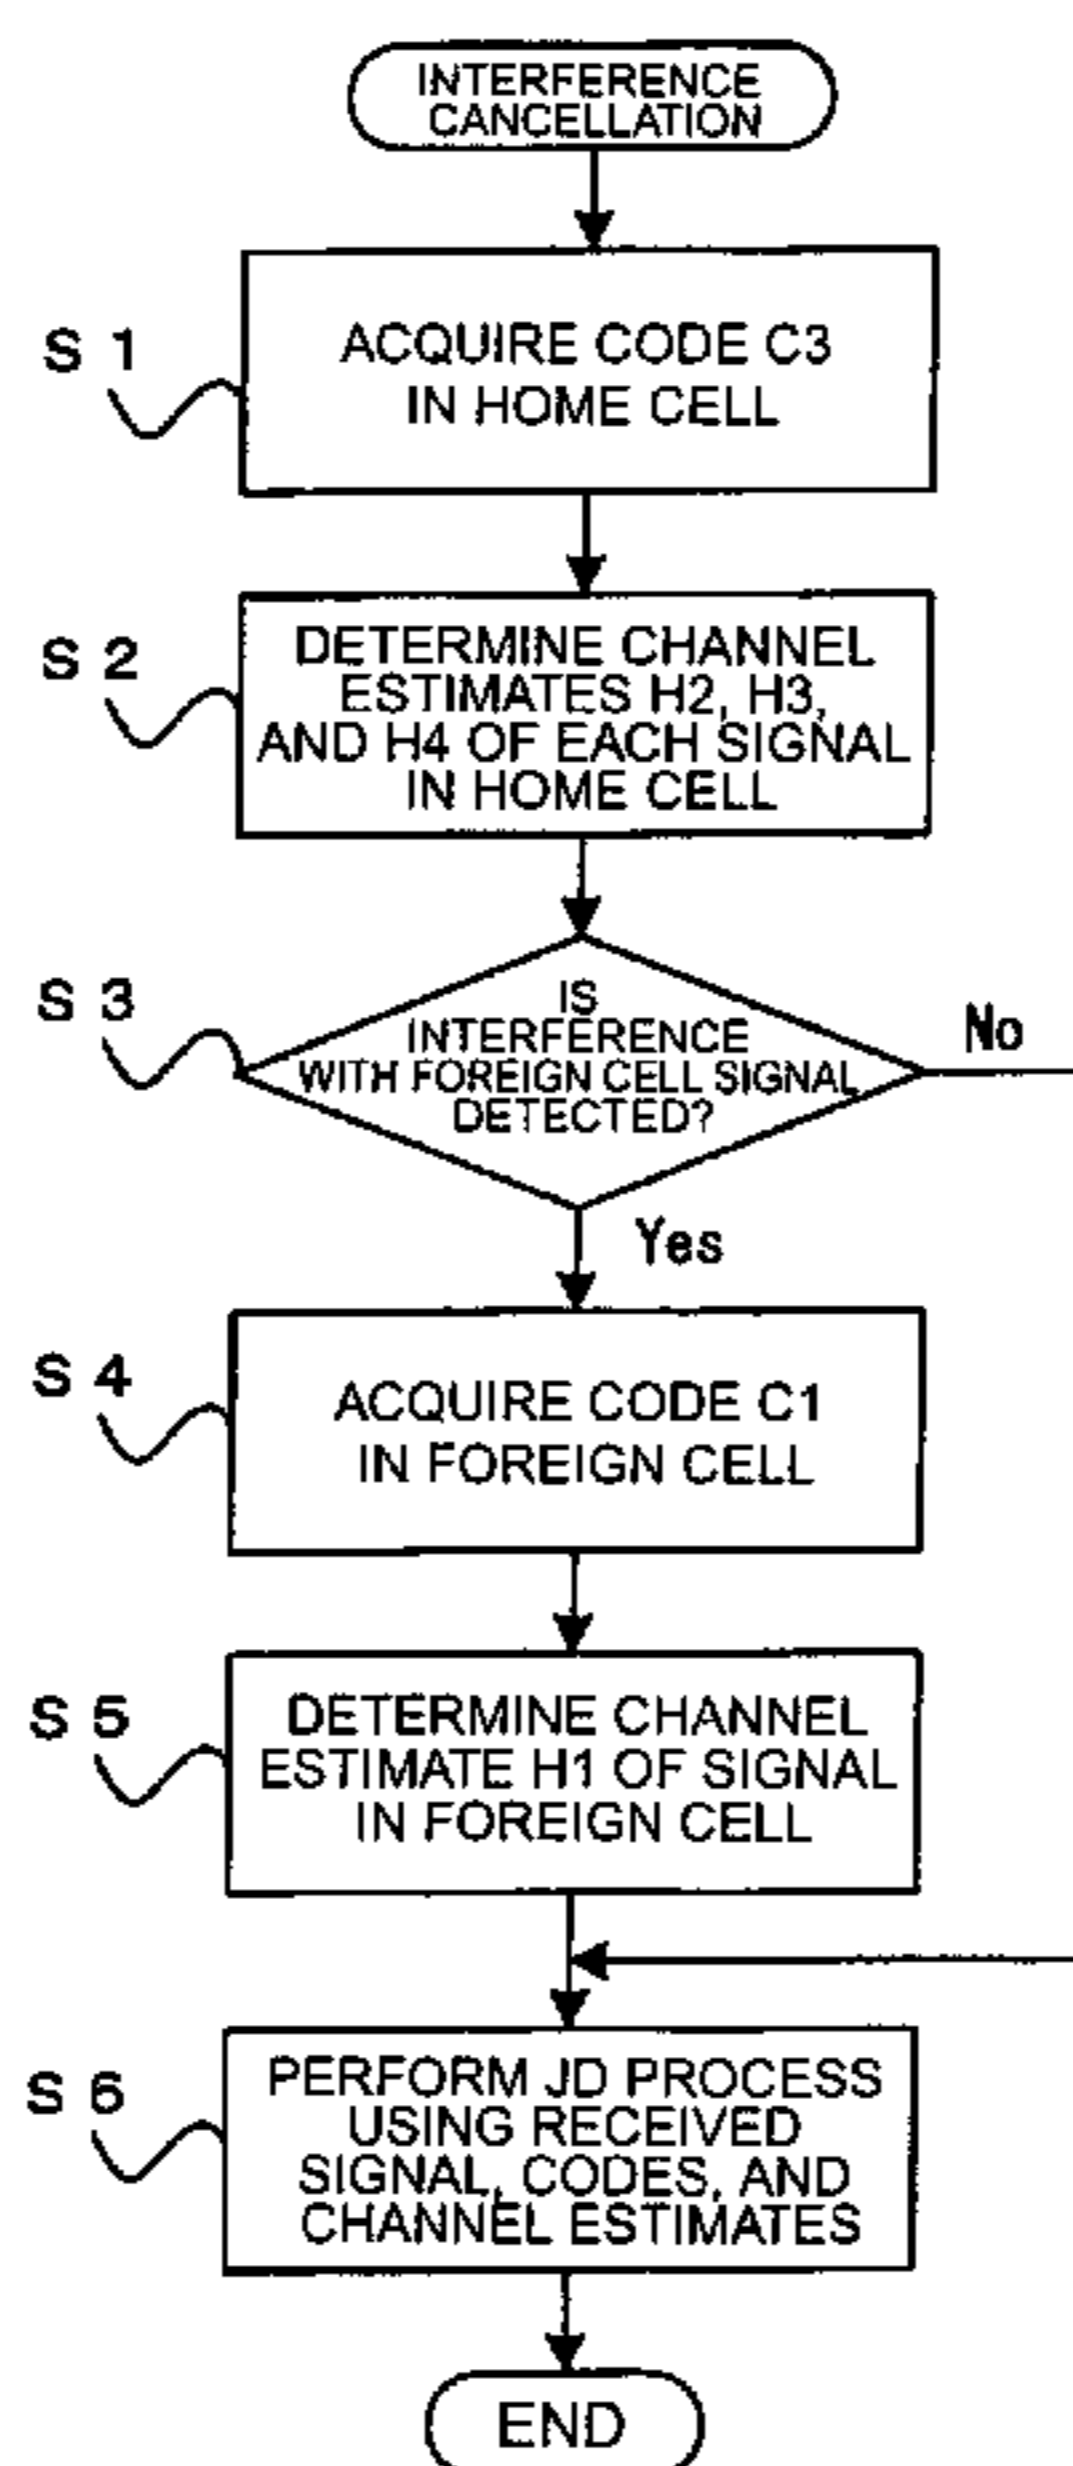 INTERFERENCE
CANCELLATION
S 1
ACQUIRE CODE C3
IN HOME CELL
S 2
DETERMINE CHANNEL
ESTIMATES H2, H3,
AND H4 OF EACH SIGNAL
IN HOME CELL
S 3
IS
INTERFERENCE
WITH FOREIGN CELL SIGNAL
DETECTED?
No
Yes
S 4
ACQUIRE CODE C1
IN FOREIGN CELL
S 5
DETERMINE CHANNEL
ESTIMATE H1 OF SIGNAL
IN FOREIGN CELL
S 6
PERFORM JD PROCESS
USING RECEIVED
SIGNAL, CODES, AND
CHANNEL ESTIMATES
END